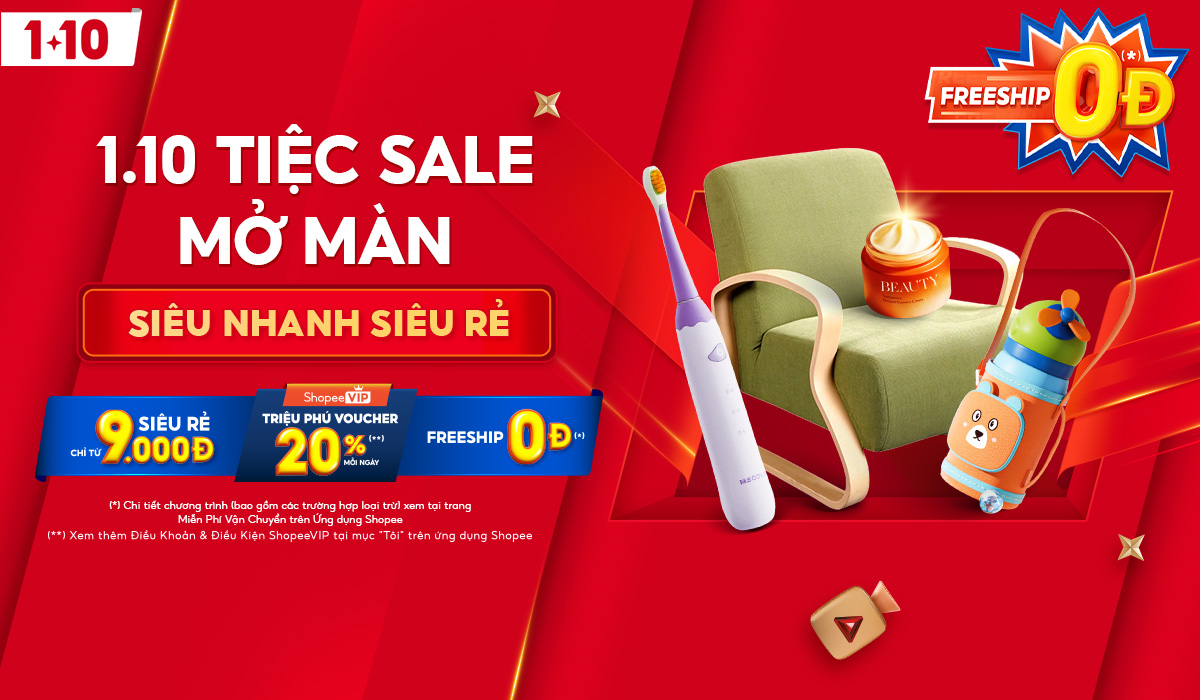 1.10
FREESHIP 0Đ (*)
1.10 TIỆC SALE
MỞ MÀN
SIÊU NHANH SIÊU RẺ
SIÊU RẺ
CHỈ TỪ 9.000Đ
ShopeeVIP
TRIỆU PHÚ VOUCHER
20% (**)
MỖI NGÀY
FREESHIP 0Đ (*)
(*) Chi tiết chương trình (bao gồm các trường hợp loại trừ) xem tại trang
Miễn Phí Vận Chuyển trên Ứng dụng Shopee
(**) Xem thêm Điều Khoản & Điều Kiện ShopeeVIP tại mục "Tôi" trên ứng dụng Shopee
BEAUTY